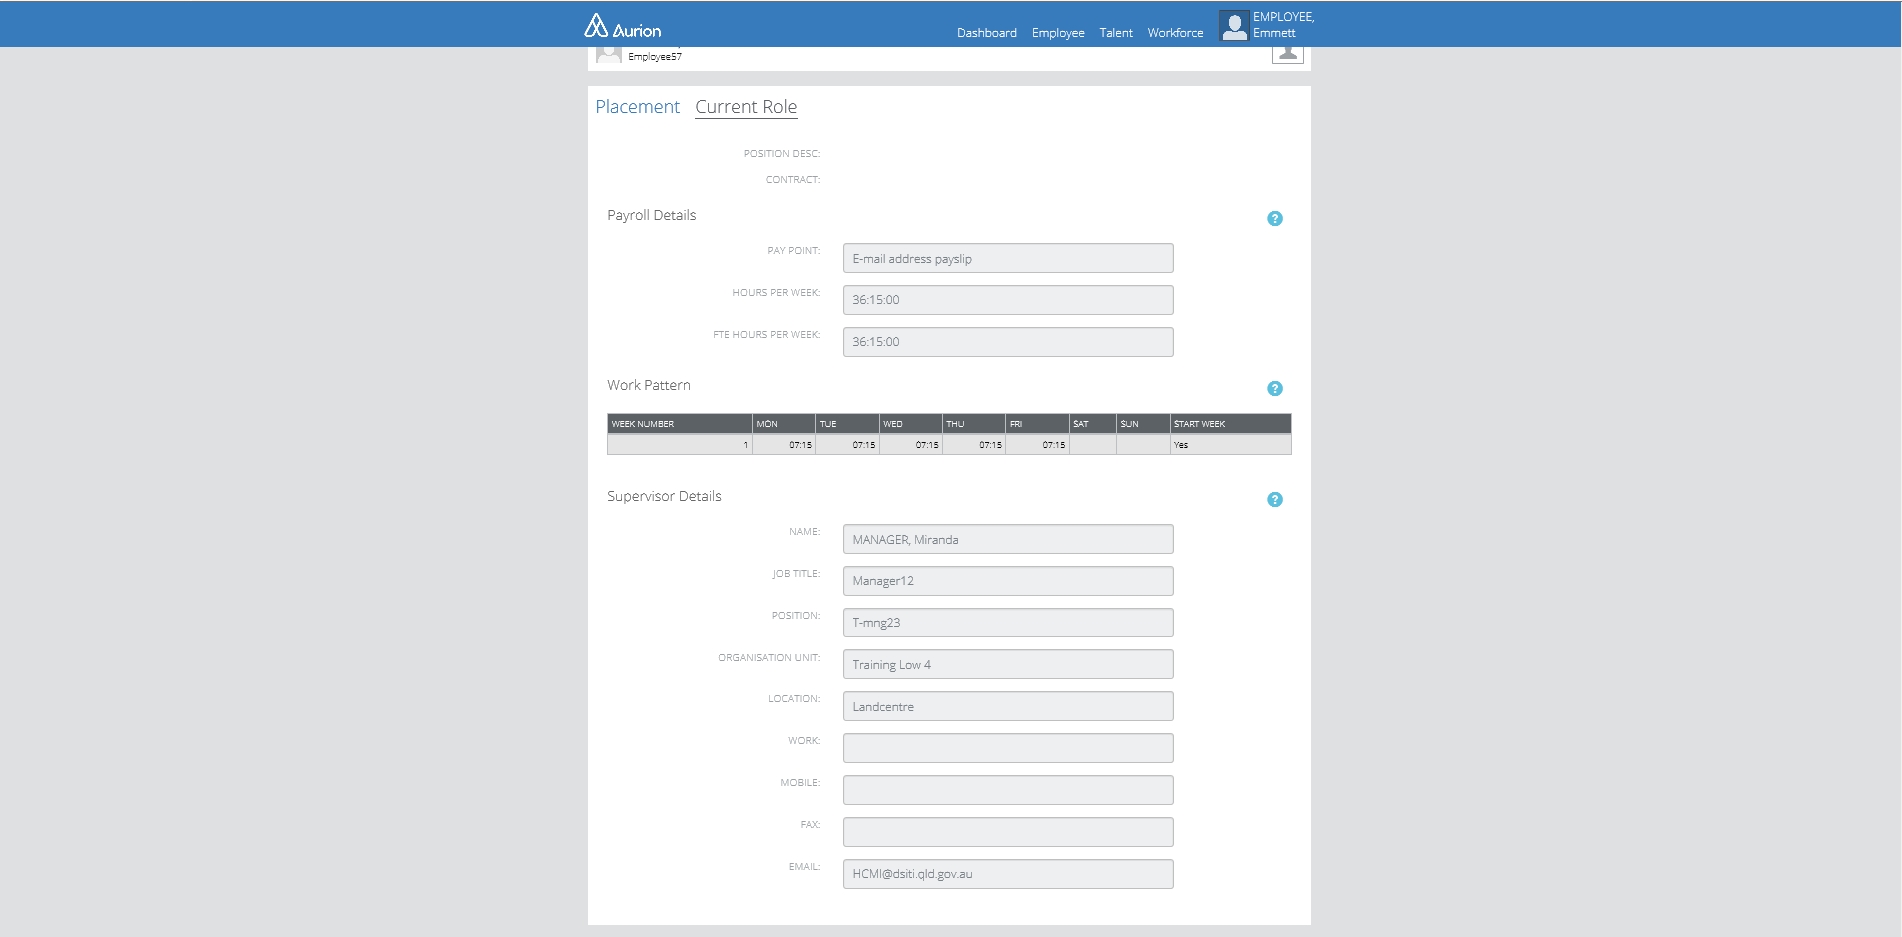 Aurion
Dashboard Employee Talent Workforce EMPLOYEE, Emmett
Employee57
Placement Current Role
POSITION DESC:
CONTRACT:
Payroll Details ?
PAY POINT: E-mail address payslip
HOURS PER WEEK: 36:15:00
FTE HOURS PER WEEK: 36:15:00
Work Pattern ?
WEEK NUMBER MON TUE WED THU FRI SAT SUN START WEEK
1 07:15 07:15 07:15 07:15 07:15 Yes
Supervisor Details ?
NAME: MANAGER, Miranda
JOB TITLE: Manager12
POSITION: T-mng23
ORGANISATION UNIT: Training Low 4
LOCATION: Landcentre
WORK:
MOBILE:
FAX:
EMAIL: HCMI@dsiti.qld.gov.au